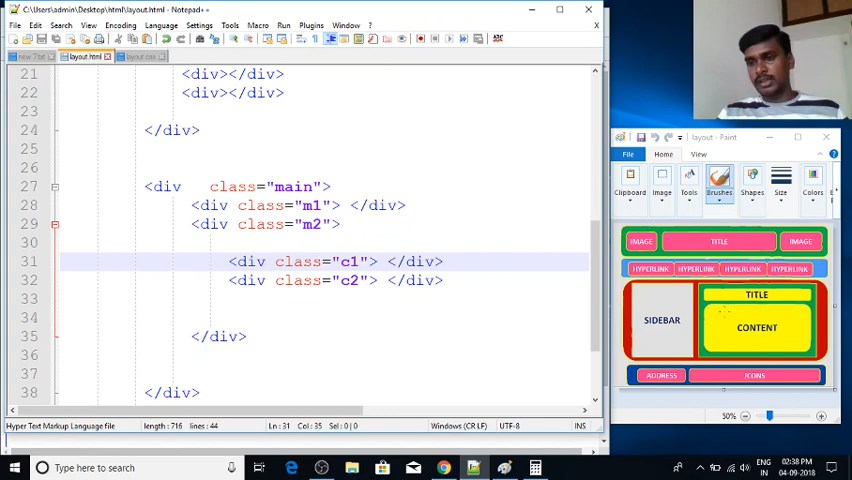 C:\Users\admin\Desktop\html\layout.html - Notepad++
File Edit Search View Encoding Language Settings Tools Macro Run Plugins Window ?
new 7.txt layout.html layout.css
21 <div></div>
22 <div></div>
23
24 </div>
25
26
27 <div class="main">
28 <div class="m1"> </div>
29 <div class="m2">
30
31 <div class="c1"> </div>
32 <div class="c2"> </div>
33
34
35 </div>
36
37
38 </div>
Hyper Text Markup Language file length : 716 lines : 44 Ln : 31 Col : 35 Sel : 0 | 0 Windows (CR LF) UTF-8 INS
layout - Paint
File Home View
Clipboard Image Tools Brushes Shapes Size Colors
IMAGE TITLE IMAGE
HYPERLINK HYPERLINK HYPERLINK HYPERLINK
TITLE
SIDEBAR
CONTENT
ADDRESS ICONS
50%
Type here to search
ENG
IN
02:38 PM
04-09-2018